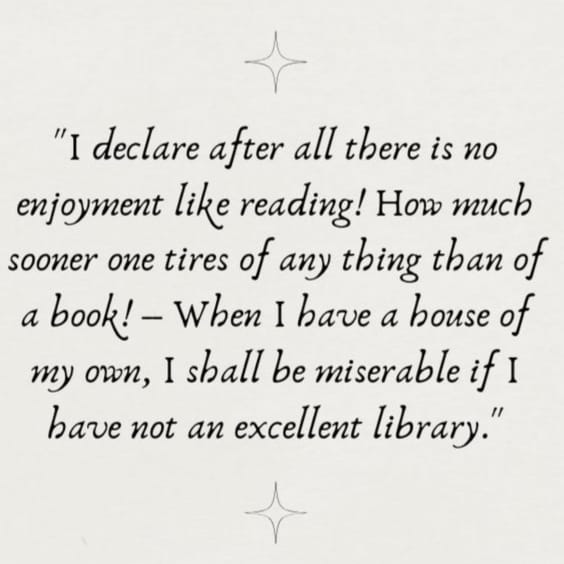 "I declare after all there is no
enjoyment like reading! How much
sooner one tires of any thing than of
a book! – When I have a house of
my own, I shall be miserable if I
have not an excellent library."